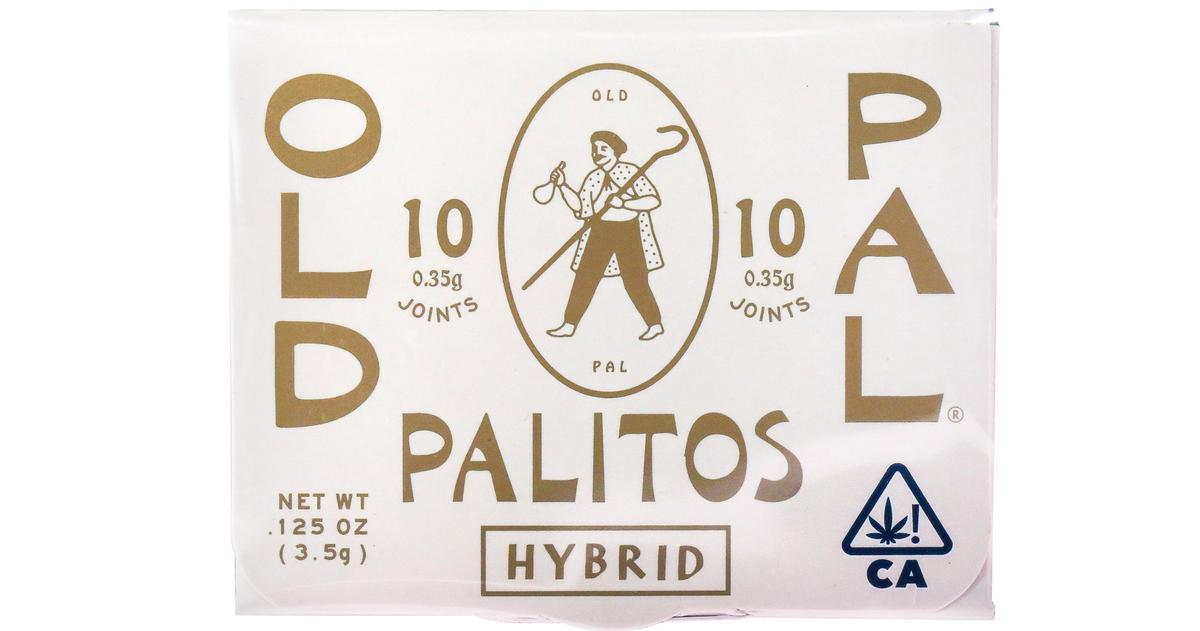 OLD
PAL®
OLD
PAL
10
0.35g
JOINTS
10
0.35g
JOINTS
PALITOS
NET WT
.125 OZ
(3.5g)
HYBRID
!
CA